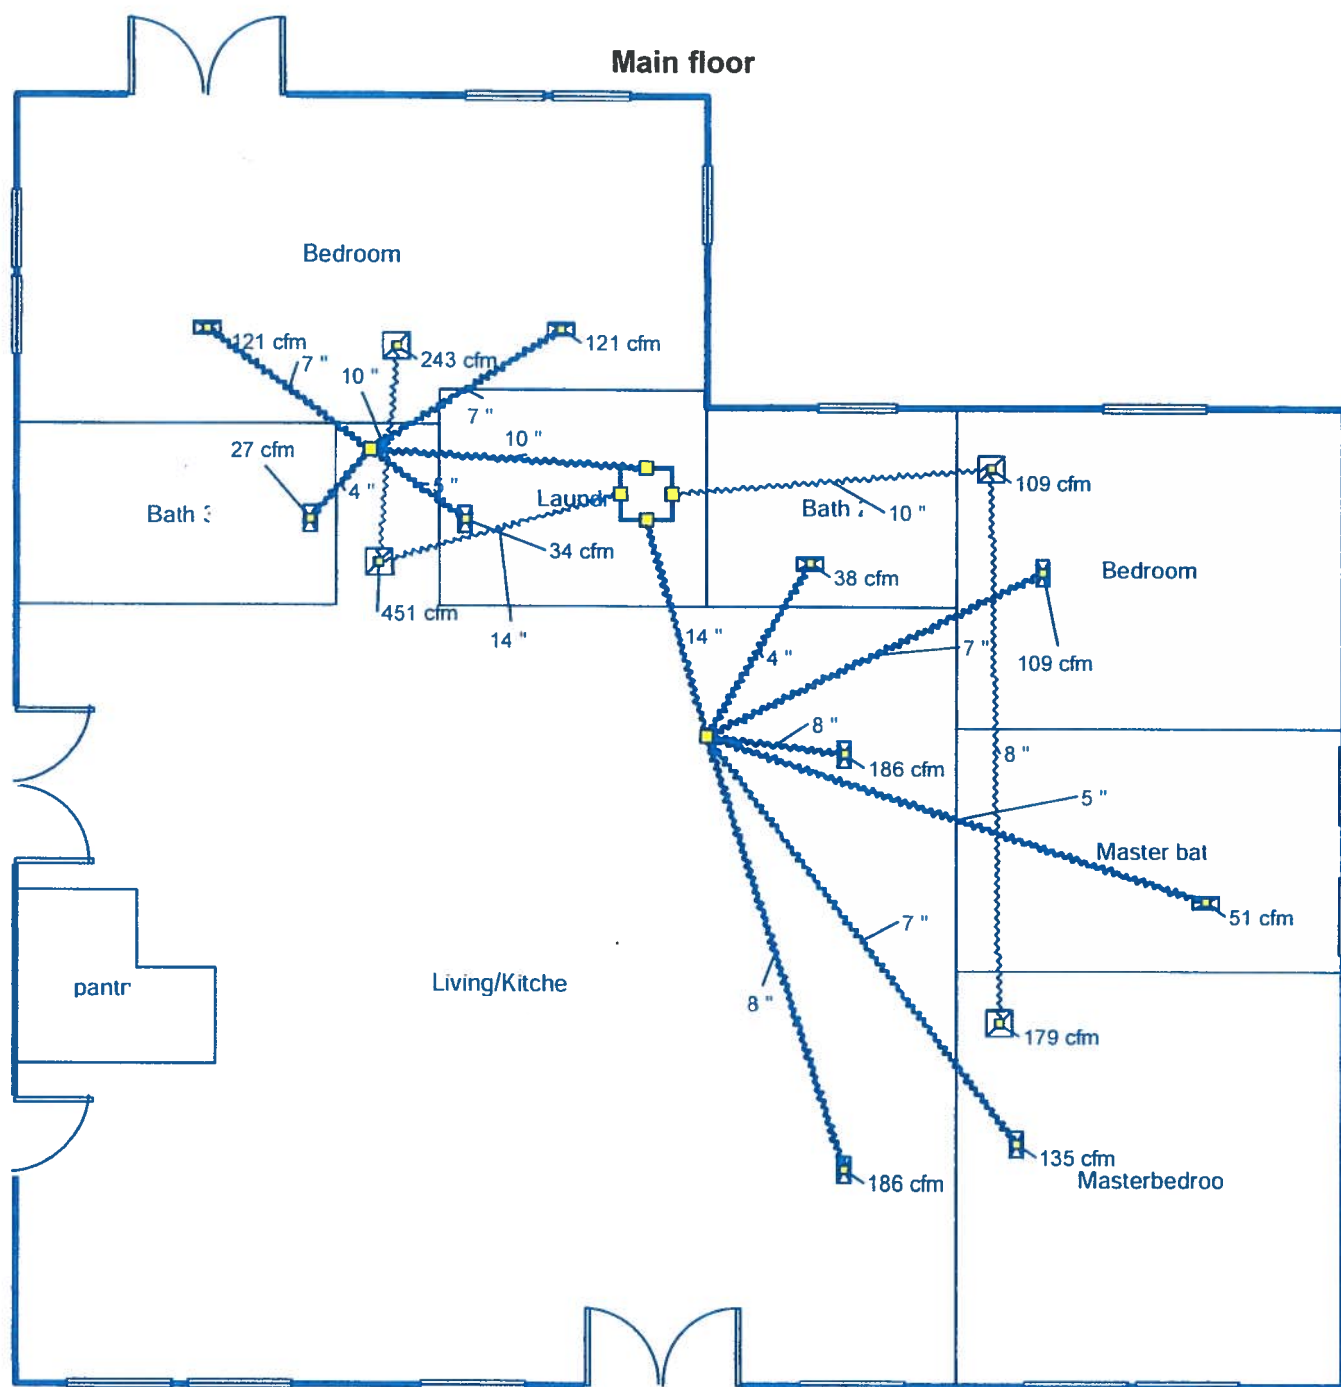 Main floor
Bedroom
121 cfm
243 cfm
121 cfm
7 "
10 "
7 "
10 "
27 cfm
4 "
5 "
Bath 3
Laundr
Bath 2
109 cfm
10 "
34 cfm
38 cfm
Bedroom
451 cfm
14 "
14 "
4 "
7 "
109 cfm
8 "
186 cfm
8 "
5 "
Master bat
51 cfm
7 "
pantr
Living/Kitche
8 "
179 cfm
135 cfm
186 cfm
Masterbedroo